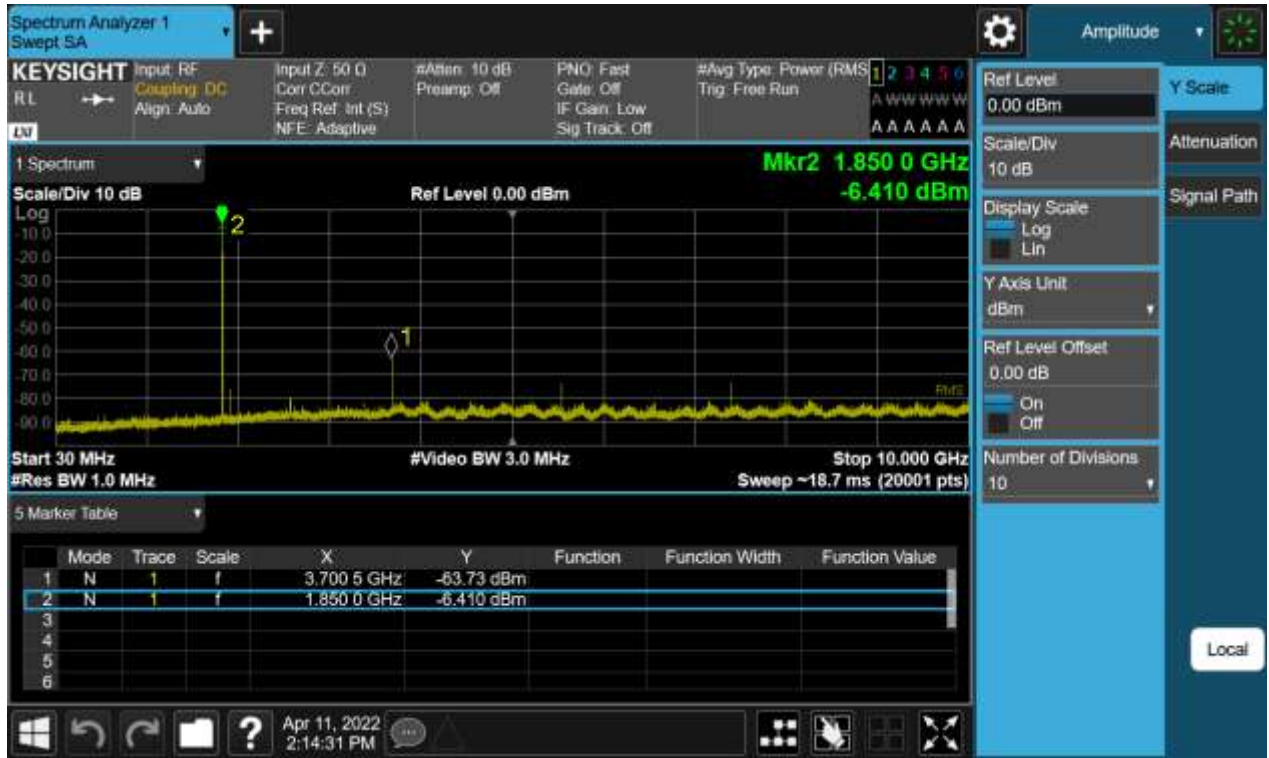 Spectrum Analyzer 1
Swept SA
+
Amplitude
KEYSIGHT
RL
LXI
Input: RF
Coupling: DC
Align: Auto
Input Z: 50 Ω
Corr CCorr
Freq Ref: Int (S)
NFE: Adaptive
#Atten: 10 dB
Preamp: Off
PNO: Fast
Gate: Off
IF Gain: Low
Sig Track: Off
#Avg Type: Power (RMS
Trig: Free Run
1 2 3 4 5 6
A W W W W W
A A A A A A
1 Spectrum
Mkr2 1.850 0 GHz
Scale/Div 10 dB
Ref Level 0.00 dBm
-6.410 dBm
Log
-10.0
-20.0
-30.0
-40.0
-50.0
-60.0
-70.0
-80.0
-90.0
2
1
RMS
Start 30 MHz
#Video BW 3.0 MHz
Stop 10.000 GHz
#Res BW 1.0 MHz
Sweep ~18.7 ms (20001 pts)
5 Marker Table
Mode Trace Scale X Y Function Function Width Function Value
1 N 1 f 3.700 5 GHz -63.73 dBm
2 N 1 f 1.850 0 GHz -6.410 dBm
3
4
5
6
Ref Level
0.00 dBm
Scale/Div
10 dB
Display Scale
Log
Lin
Y Axis Unit
dBm
Ref Level Offset
0.00 dB
On
Off
Number of Divisions
10
Y Scale
Attenuation
Signal Path
Local
?
Apr 11, 2022
2:14:31 PM